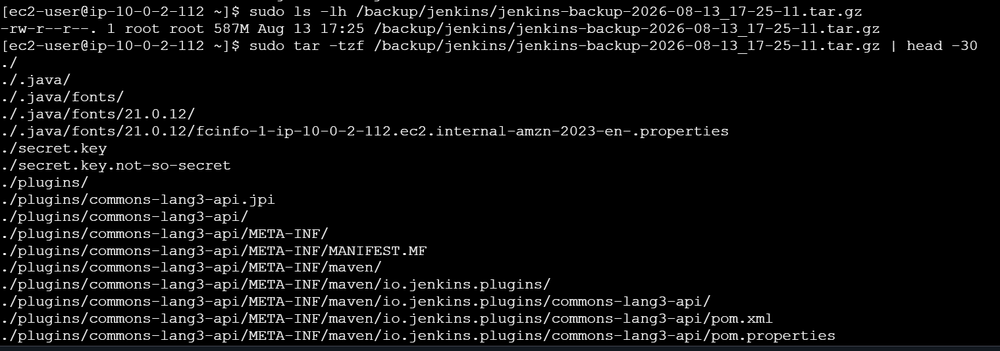 [ec2-user@ip-10-0-2-112 ~]$ sudo ls -lh /backup/jenkins/jenkins-backup-2026-08-13_17-25-11.tar.gz
-rw-r--r--. 1 root root 587M Aug 13 17:25 /backup/jenkins/jenkins-backup-2026-08-13_17-25-11.tar.gz
[ec2-user@ip-10-0-2-112 ~]$ sudo tar -tzf /backup/jenkins/jenkins-backup-2026-08-13_17-25-11.tar.gz | head -30
./
./.java/
./.java/fonts/
./.java/fonts/21.0.12/
./.java/fonts/21.0.12/fcinfo-1-ip-10-0-2-112.ec2.internal-amzn-2023-en-.properties
./secret.key
./secret.key.not-so-secret
./plugins/
./plugins/commons-lang3-api.jpi
./plugins/commons-lang3-api/
./plugins/commons-lang3-api/META-INF/
./plugins/commons-lang3-api/META-INF/MANIFEST.MF
./plugins/commons-lang3-api/META-INF/maven/
./plugins/commons-lang3-api/META-INF/maven/io.jenkins.plugins/
./plugins/commons-lang3-api/META-INF/maven/io.jenkins.plugins/commons-lang3-api/
./plugins/commons-lang3-api/META-INF/maven/io.jenkins.plugins/commons-lang3-api/pom.xml
./plugins/commons-lang3-api/META-INF/maven/io.jenkins.plugins/commons-lang3-api/pom.properties